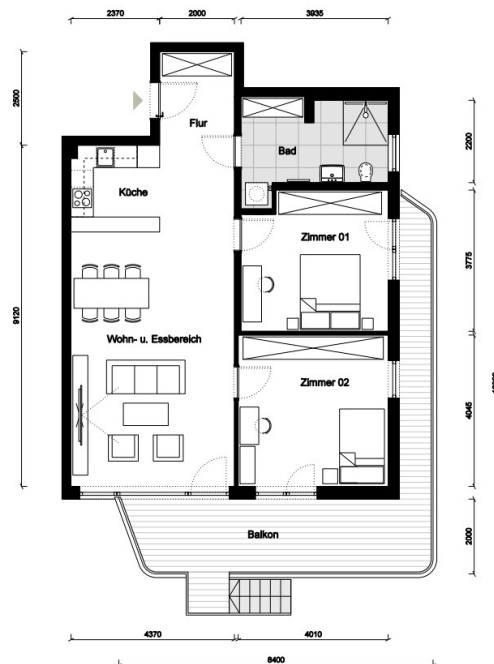 2370 2000 3935
2500
Flur
2200
Bad
Küche
Zimmer 01
3775
9120
Wohn- u. Essbereich
Zimmer 02
4045
2000
Balkon
4370 4010
8400